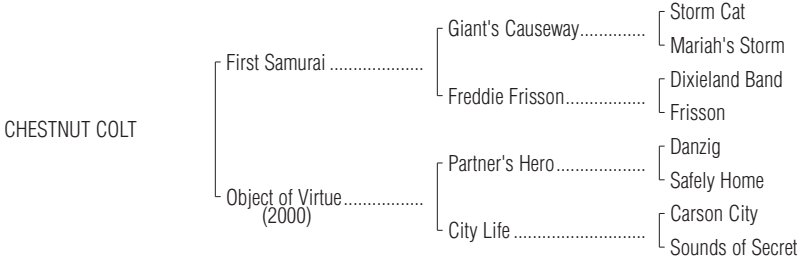 Storm Cat
Giant's Causeway..............
Mariah's Storm
First Samurai ....................
Dixieland Band
Freddie Frisson.................
Frisson
CHESTNUT COLT
Danzig
Partner's Hero...................
Safely Home
Object of Virtue.................
(2000)
Carson City
City Life ............................
Sounds of Secret